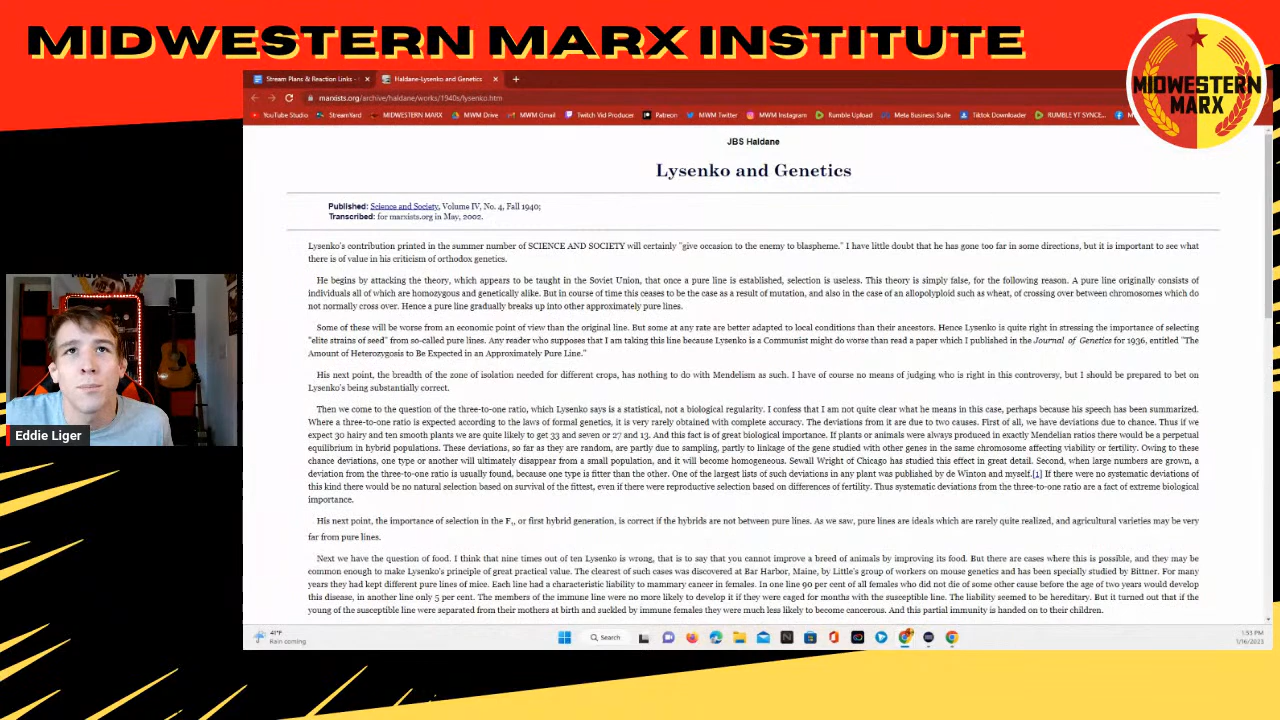 MIDWESTERN MARX INSTITUTE
MIDWESTERN
MARX
Stream Plans & Reaction Links -
Haldane-Lysenko and Genetics
marxists.org/archive/haldane/works/1940s/lysenko.htm
YouTube Studio StreamYard MIDWESTERN MARX MWM Drive MWM Gmail Twitch Vid Producer Patreon MWM Twitter MWM Instagram Rumble Upload Meta Business Suite Tiktok Downloader RUMBLE YT SYNCE...
JBS Haldane
Lysenko and Genetics
Published: Science and Society, Volume IV, No. 4, Fall 1940;
Transcribed: for marxists.org in May, 2002.
Lysenko's contribution printed in the summer number of SCIENCE AND SOCIETY will certainly "give occasion to the enemy to blaspheme." I have little doubt that he has gone too far in some directions, but it is important to see what
there is of value in his criticism of orthodox genetics.
He begins by attacking the theory, which appears to be taught in the Soviet Union, that once a pure line is established, selection is useless. This theory is simply false, for the following reason. A pure line originally consists of
individuals all of which are homozygous and genetically alike. But in course of time this ceases to be the case as a result of mutation, and also in the case of an allopolyploid such as wheat, of crossing over between chromosomes which do
not normally cross over. Hence a pure line gradually breaks up into other approximately pure lines.
Some of these will be worse from an economic point of view than the original line. But some at any rate are better adapted to local conditions than their ancestors. Hence Lysenko is quite right in stressing the importance of selecting
"elite strains of seed" from so-called pure lines. Any reader who supposes that I am taking this line because Lysenko is a Communist might do worse than read a paper which I published in the Journal of Genetics for 1936, entitled "The
Amount of Heterozygosis to Be Expected in an Approximately Pure Line."
His next point, the breadth of the zone of isolation needed for different crops, has nothing to do with Mendelism as such. I have of course no means of judging who is right in this controversy, but I should be prepared to bet on
Lysenko's being substantially correct.
Then we come to the question of the three-to-one ratio, which Lysenko says is a statistical, not a biological regularity. I confess that I am not quite clear what he means in this case, perhaps because his speech has been summarized.
Where a three-to-one ratio is expected according to the laws of formal genetics, it is very rarely obtained with complete accuracy. The deviations from it are due to two causes. First of all, we have deviations due to chance. Thus if we
expect 30 hairy and ten smooth plants we are quite likely to get 33 and seven or 27 and 13. And this fact is of great biological importance. If plants or animals were always produced in exactly Mendelian ratios there would be a perpetual
equilibrium in hybrid populations. These deviations, so far as they are random, are partly due to sampling, partly to linkage of the gene studied with other genes in the same chromosome affecting viability or fertility. Owing to these
chance deviations, one type or another will ultimately disappear from a small population, and it will become homogenous. Sewall Wright of Chicago has studied this effect in great detail. Second, when large numbers are grown, a
deviation from the three-to-one ratio is usually found, because one type is fitter than the other. One of the largest lists of such deviations in any plant was published by de Winton and myself.[1] If there were no systematic deviations of
this kind there would be no natural selection based on survival of the fittest, even if there were reproductive selection based on differences of fertility. Thus systematic deviations from the three-to-one ratio are a fact of extreme biological
importance.
His next point, the importance of selection in the F1, or first hybrid generation, is correct if the hybrids are not between pure lines. As we saw, pure lines are ideals which are rarely quite realized, and agricultural varieties may be very
far from pure lines.
Next we have the question of food. I think that nine times out of ten Lysenko is wrong, that is to say that you cannot improve a breed of animals by improving its food. But there are cases where this is possible, and they may be
common enough to make Lysenko's principle of great practical value. The clearest of such cases was discovered at Bar Harbor, Maine, by Little's group of workers on mouse genetics and has been specially studied by Bittner. For many
years they had kept different pure lines of mice. Each line had a characteristic liability to mammary cancer in females. In one line 90 per cent of all females who did not die of some other cause before the age of two years would develop
this disease, in another line only 5 per cent. The members of the immune line were no more likely to develop it if they were caged for months with the susceptible line. The liability seemed to be hereditary. But it turned out that if the
young of the susceptible line were separated from their mothers at birth and suckled by immune females they were much less likely to become cancerous. And this partial immunity is handed on to their children.
Eddie Liger
41°F
Rain coming
Search
1:53 PM
1/16/2023